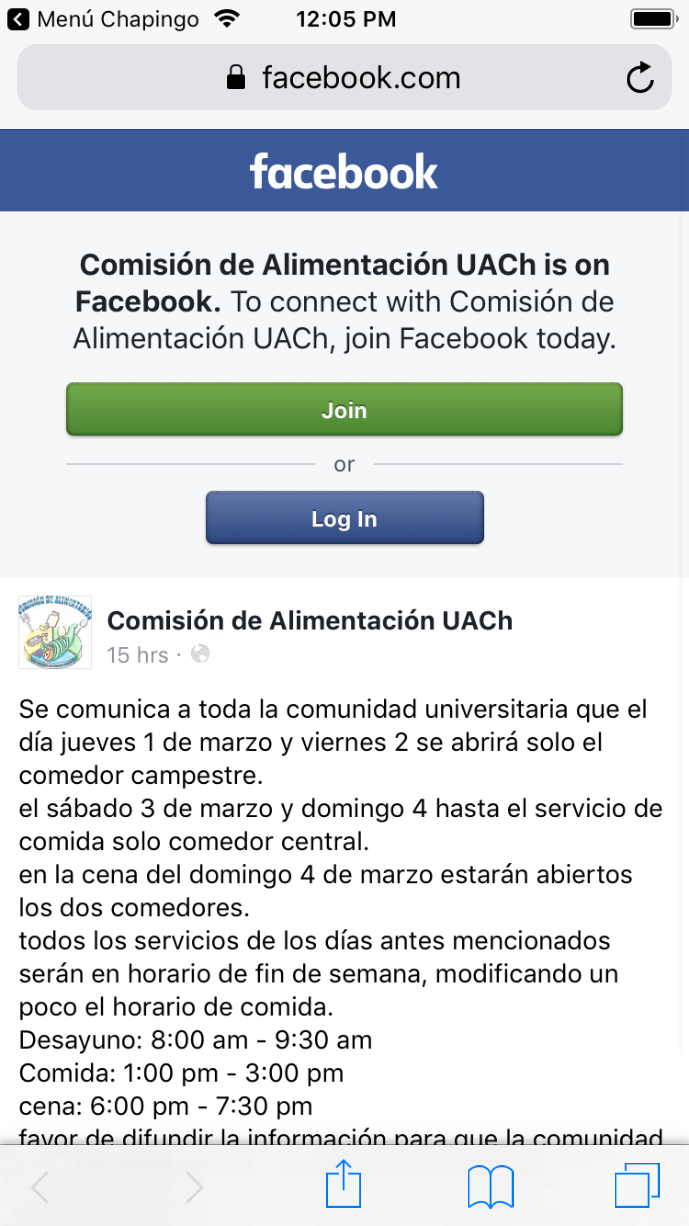 Menú Chapingo 12:05 PM
facebook.com
facebook
Comisión de Alimentación UACh is on
Facebook. To connect with Comisión de
Alimentación UACh, join Facebook today.
Join
or
Log In
COMISIÓN DE ALIMENTACIÓN
Comisión de Alimentación UACh
15 hrs ·
Se comunica a toda la comunidad universitaria que el
día jueves 1 de marzo y viernes 2 se abrirá solo el
comedor campestre.
el sábado 3 de marzo y domingo 4 hasta el servicio de
comida solo comedor central.
en la cena del domingo 4 de marzo estarán abiertos
los dos comedores.
todos los servicios de los días antes mencionados
serán en horario de fin de semana, modificando un
poco el horario de comida.
Desayuno: 8:00 am - 9:30 am
Comida: 1:00 pm - 3:00 pm
cena: 6:00 pm - 7:30 pm
favor de difundir la información para que la comunidad